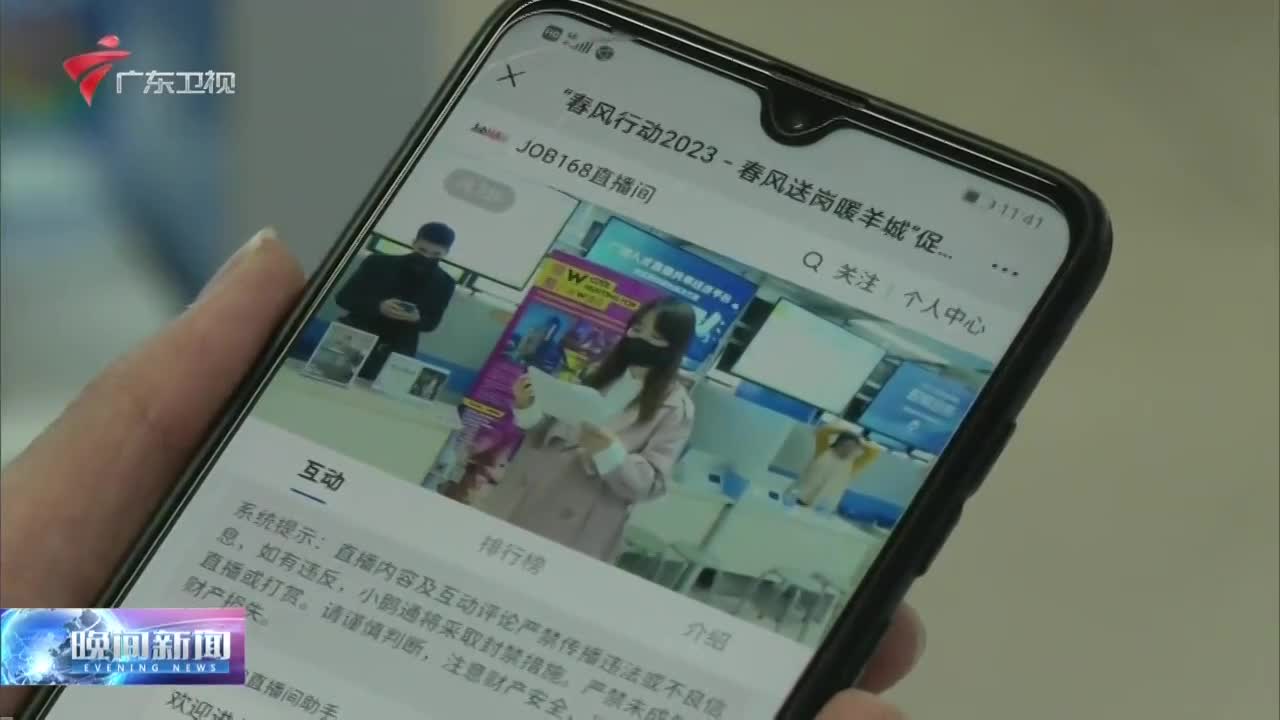 广东卫视
HD
11:41
"春风行动2023 - 春风送岗暖羊城"促...
JOB168直播间
关注
个人中心
互动
排行榜
介绍
系统提示：直播内容及互动评论严禁传播违法或不良信
息，如有违反，小鹅通将采取封禁措施。严禁未成年
直播或打赏。请谨慎判断，注意财产安全，
财产损失。
直播间助手
欢迎进
晚间新闻
EVENING NEWS